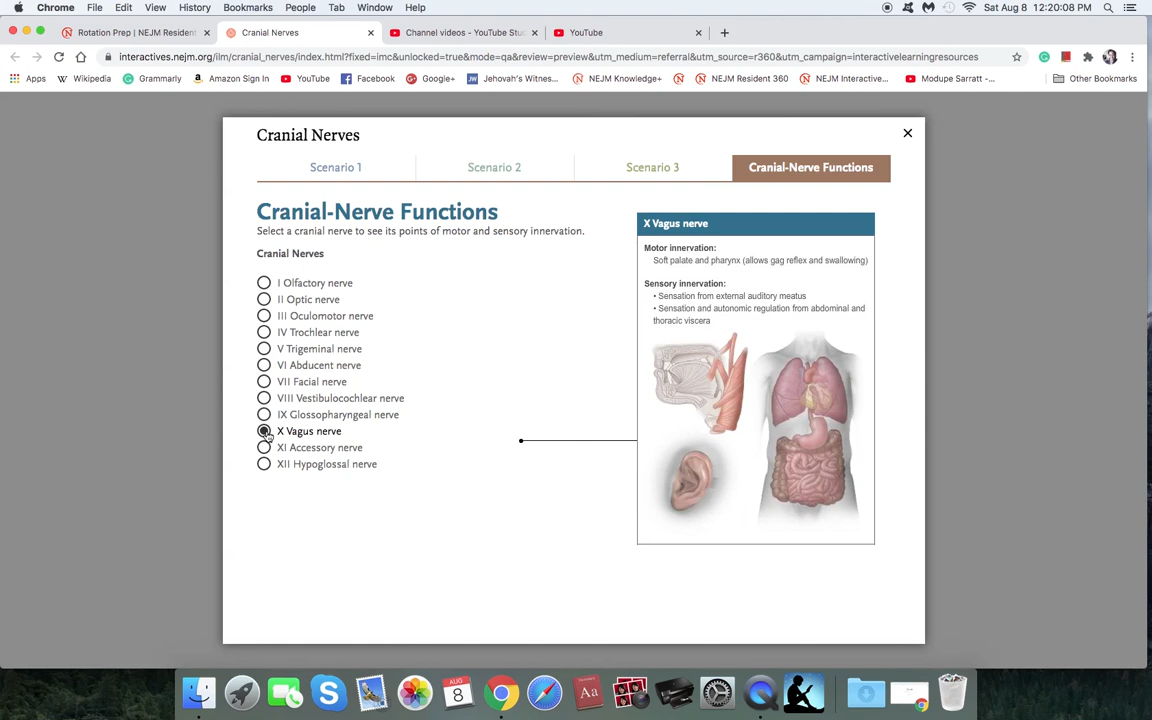 Chrome File Edit View History Bookmarks People Tab Window Help Sat Aug 8 12:20:08 PM
Rotation Prep | NEJM Residen Cranial Nerves Channel videos - YouTube Stu YouTube
interactives.nejm.org/ilm/cranial_nerves/index.html?fixed=imc&unlocked=true&mode=qa&review=preview&utm_medium=referral&utm_source=r360&utm_campaign=interactivelearningresources
Apps Wikipedia Grammarly Amazon Sign In YouTube Facebook Google+ Jehovah's Witnes... NEJM Knowledge+ NEJM Resident 360 NEJM Interactive... Modupe Sarratt -... Other Bookmarks
Cranial Nerves
Scenario 1 Scenario 2 Scenario 3 Cranial-Nerve Functions
Cranial-Nerve Functions
Select a cranial nerve to see its points of motor and sensory innervation.
Cranial Nerves
I Olfactory nerve
II Optic nerve
III Oculomotor nerve
IV Trochlear nerve
V Trigeminal nerve
VI Abducent nerve
VII Facial nerve
VIII Vestibulocochlear nerve
IX Glossopharyngeal nerve
X Vagus nerve
XI Accessory nerve
XII Hypoglossal nerve
X Vagus nerve
Motor innervation:
Soft palate and pharynx (allows gag reflex and swallowing)
Sensory innervation:
• Sensation from external auditory meatus
• Sensation and autonomic regulation from abdominal and
thoracic viscera
AUG
8
Aa